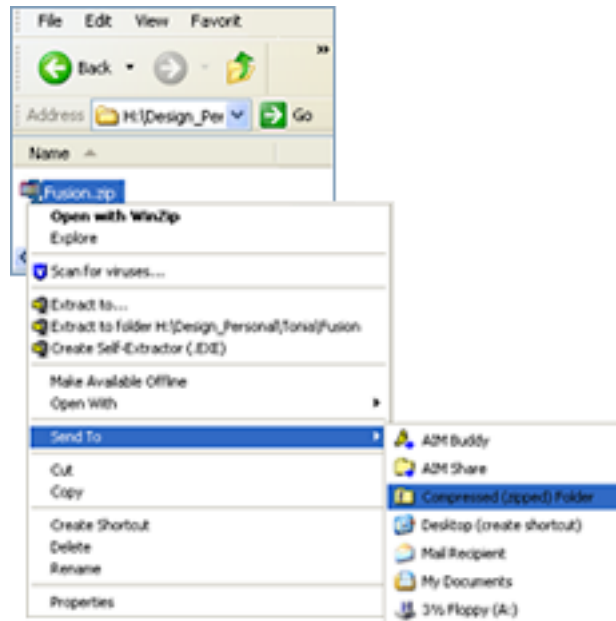 File Edit View Favorit
Back
Address H:\Design_Per Go
Name
Fusion.zip
Open with WinZip
Explore
Scan for viruses...
Extract to...
Extract to folder H:\Design_Personal\Tonia\Fusion
Create Self-Extractor (.EXE)
Make Available Offline
Open With
Send To
Cut
Copy
Create Shortcut
Delete
Rename
Properties
AIM Buddy
AIM Share
Compressed (zipped) Folder
Desktop (create shortcut)
Mail Recipient
My Documents
3½ Floppy (A:)